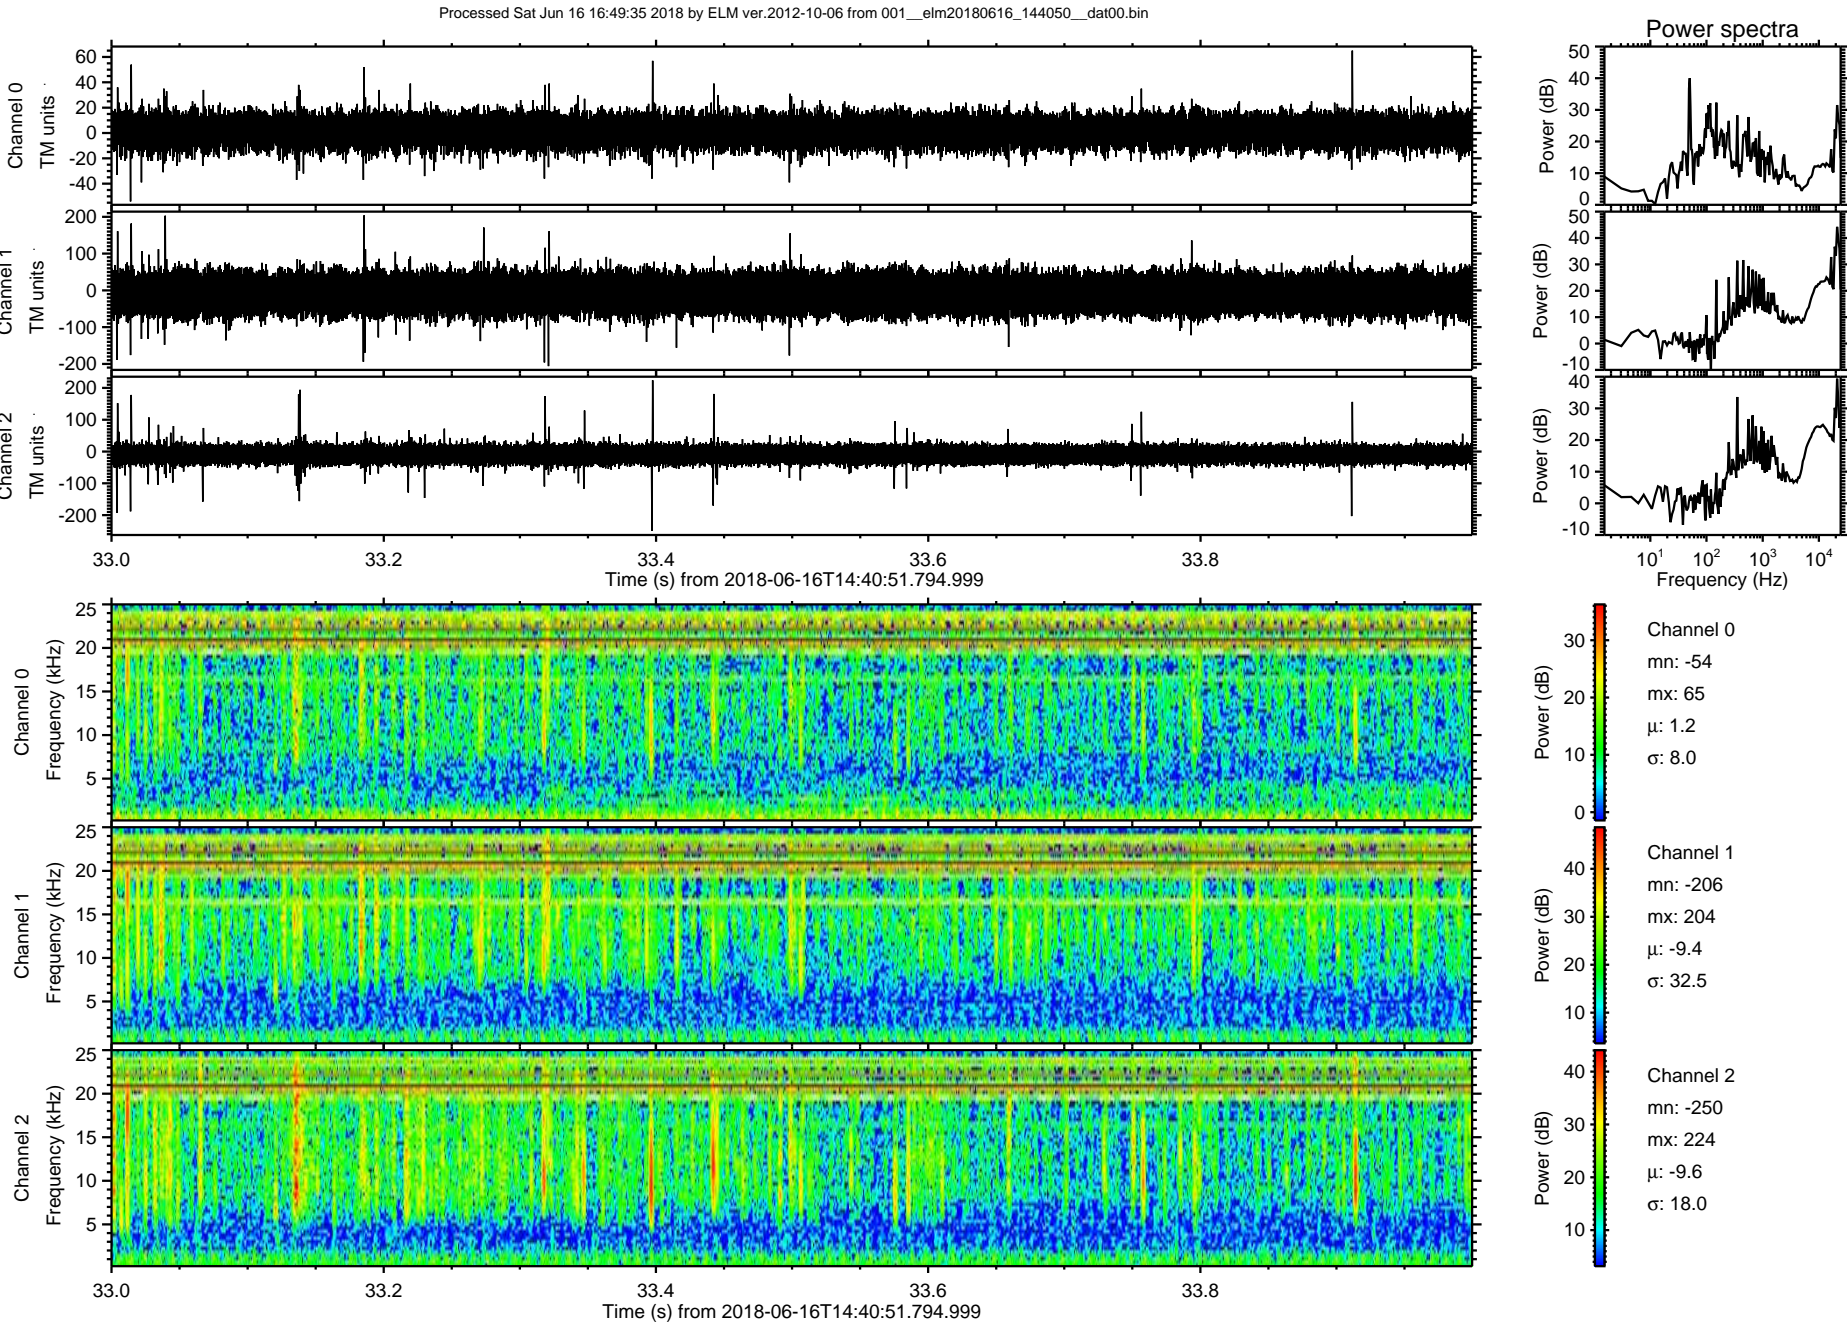 Processed Sat Jun 16 16:49:35 2018 by ELM ver.2012-10-06 from 001__elm20180616_144050__dat00.bin
Power spectra
Channel 0
TM units
60
40
20
0
-20
-40
Power (dB)
50
40
30
20
10
0
Channel 1
TM units
200
100
0
-100
-200
Power (dB)
50
40
30
20
10
0
-10
Channel 2
TM units
200
100
0
-100
-200
Power (dB)
40
30
20
10
0
-10
33.0 33.2 33.4 33.6 33.8
Time (s) from 2018-06-16T14:40:51.794.999
10¹ 10² 10³ 10⁴
Frequency (Hz)
Channel 0
Frequency (kHz)
25
20
15
10
5
Power (dB)
30
20
10
0
Channel 0
mn: -54
mx: 65
μ: 1.2
σ: 8.0
Channel 1
Frequency (kHz)
25
20
15
10
5
Power (dB)
40
30
20
10
Channel 1
mn: -206
mx: 204
μ: -9.4
σ: 32.5
Channel 2
Frequency (kHz)
25
20
15
10
5
Power (dB)
40
30
20
10
Channel 2
mn: -250
mx: 224
μ: -9.6
σ: 18.0
33.0 33.2 33.4 33.6 33.8
Time (s) from 2018-06-16T14:40:51.794.999